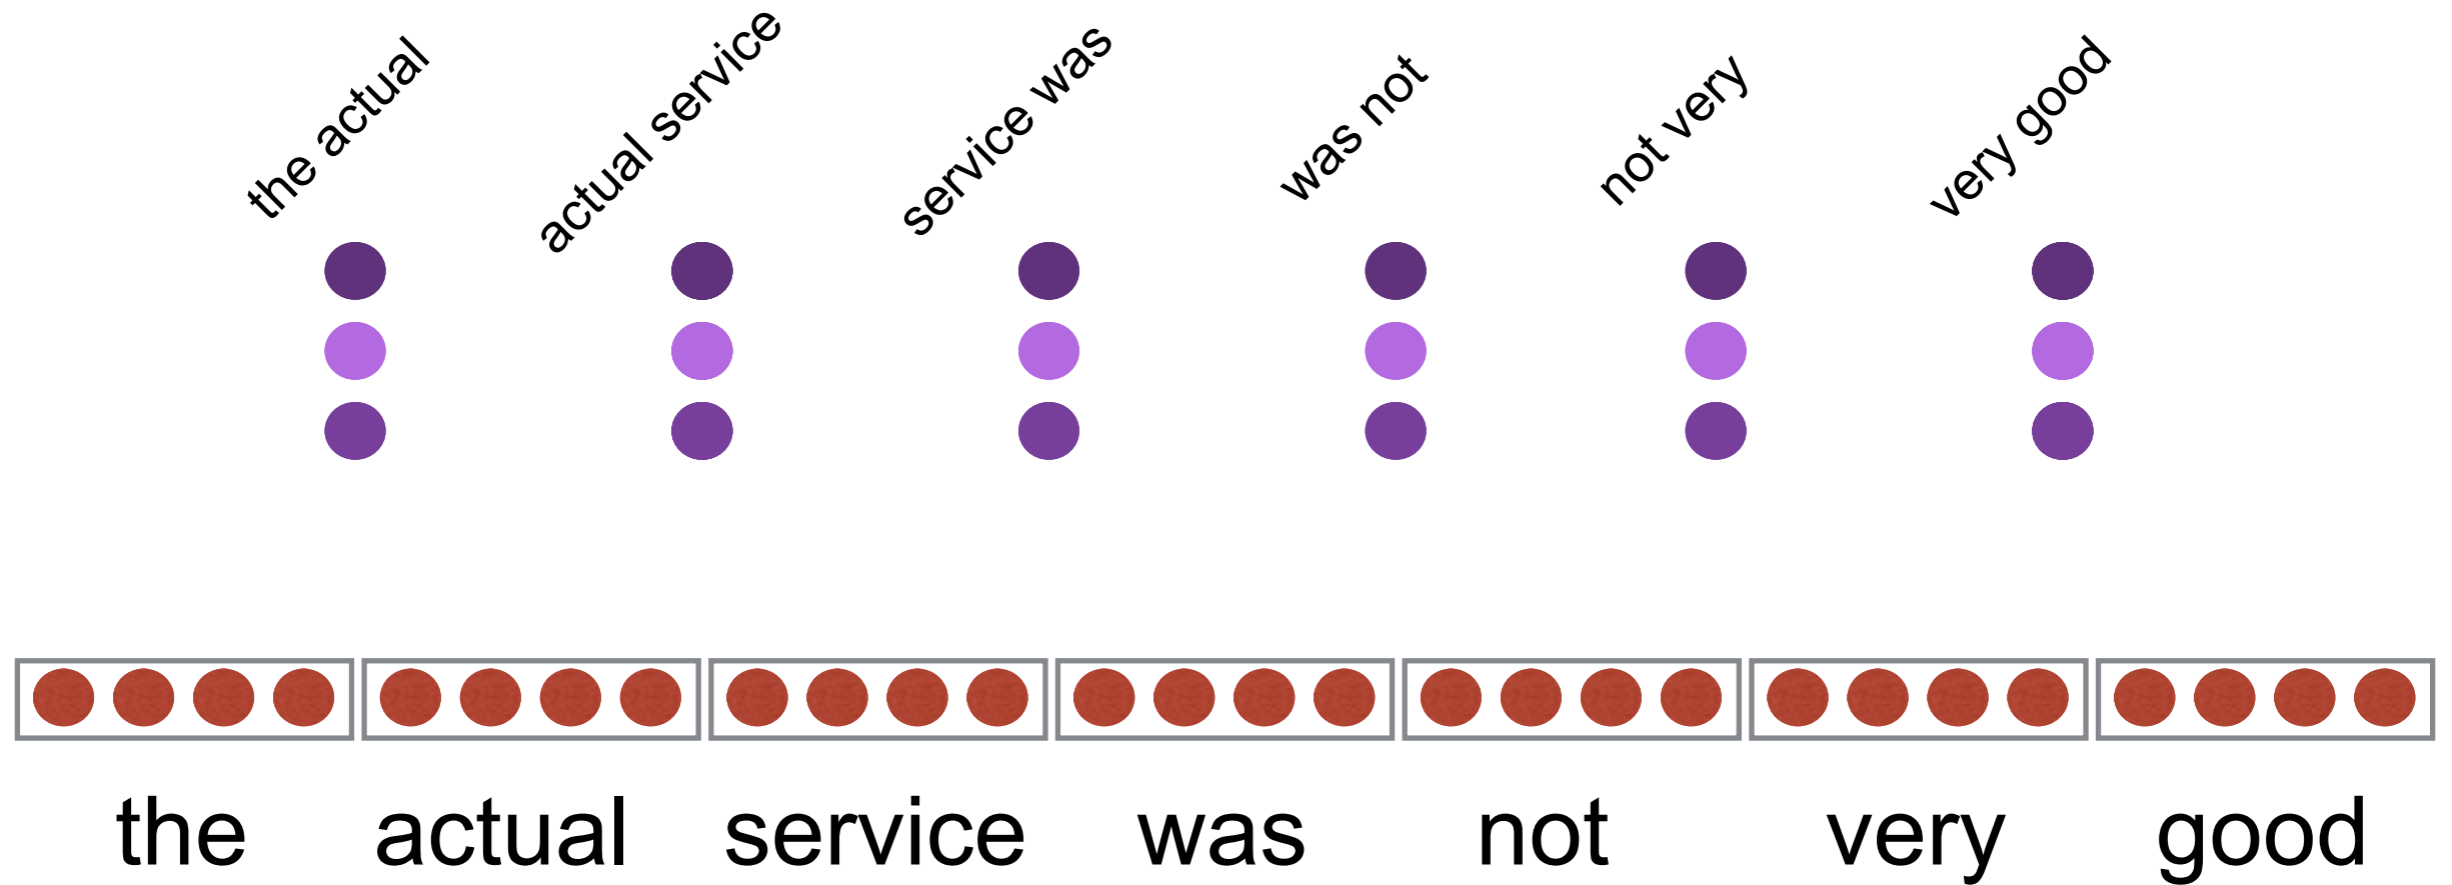 the actual
actual service
service was
was not
not very
very good
the actual service was not very good